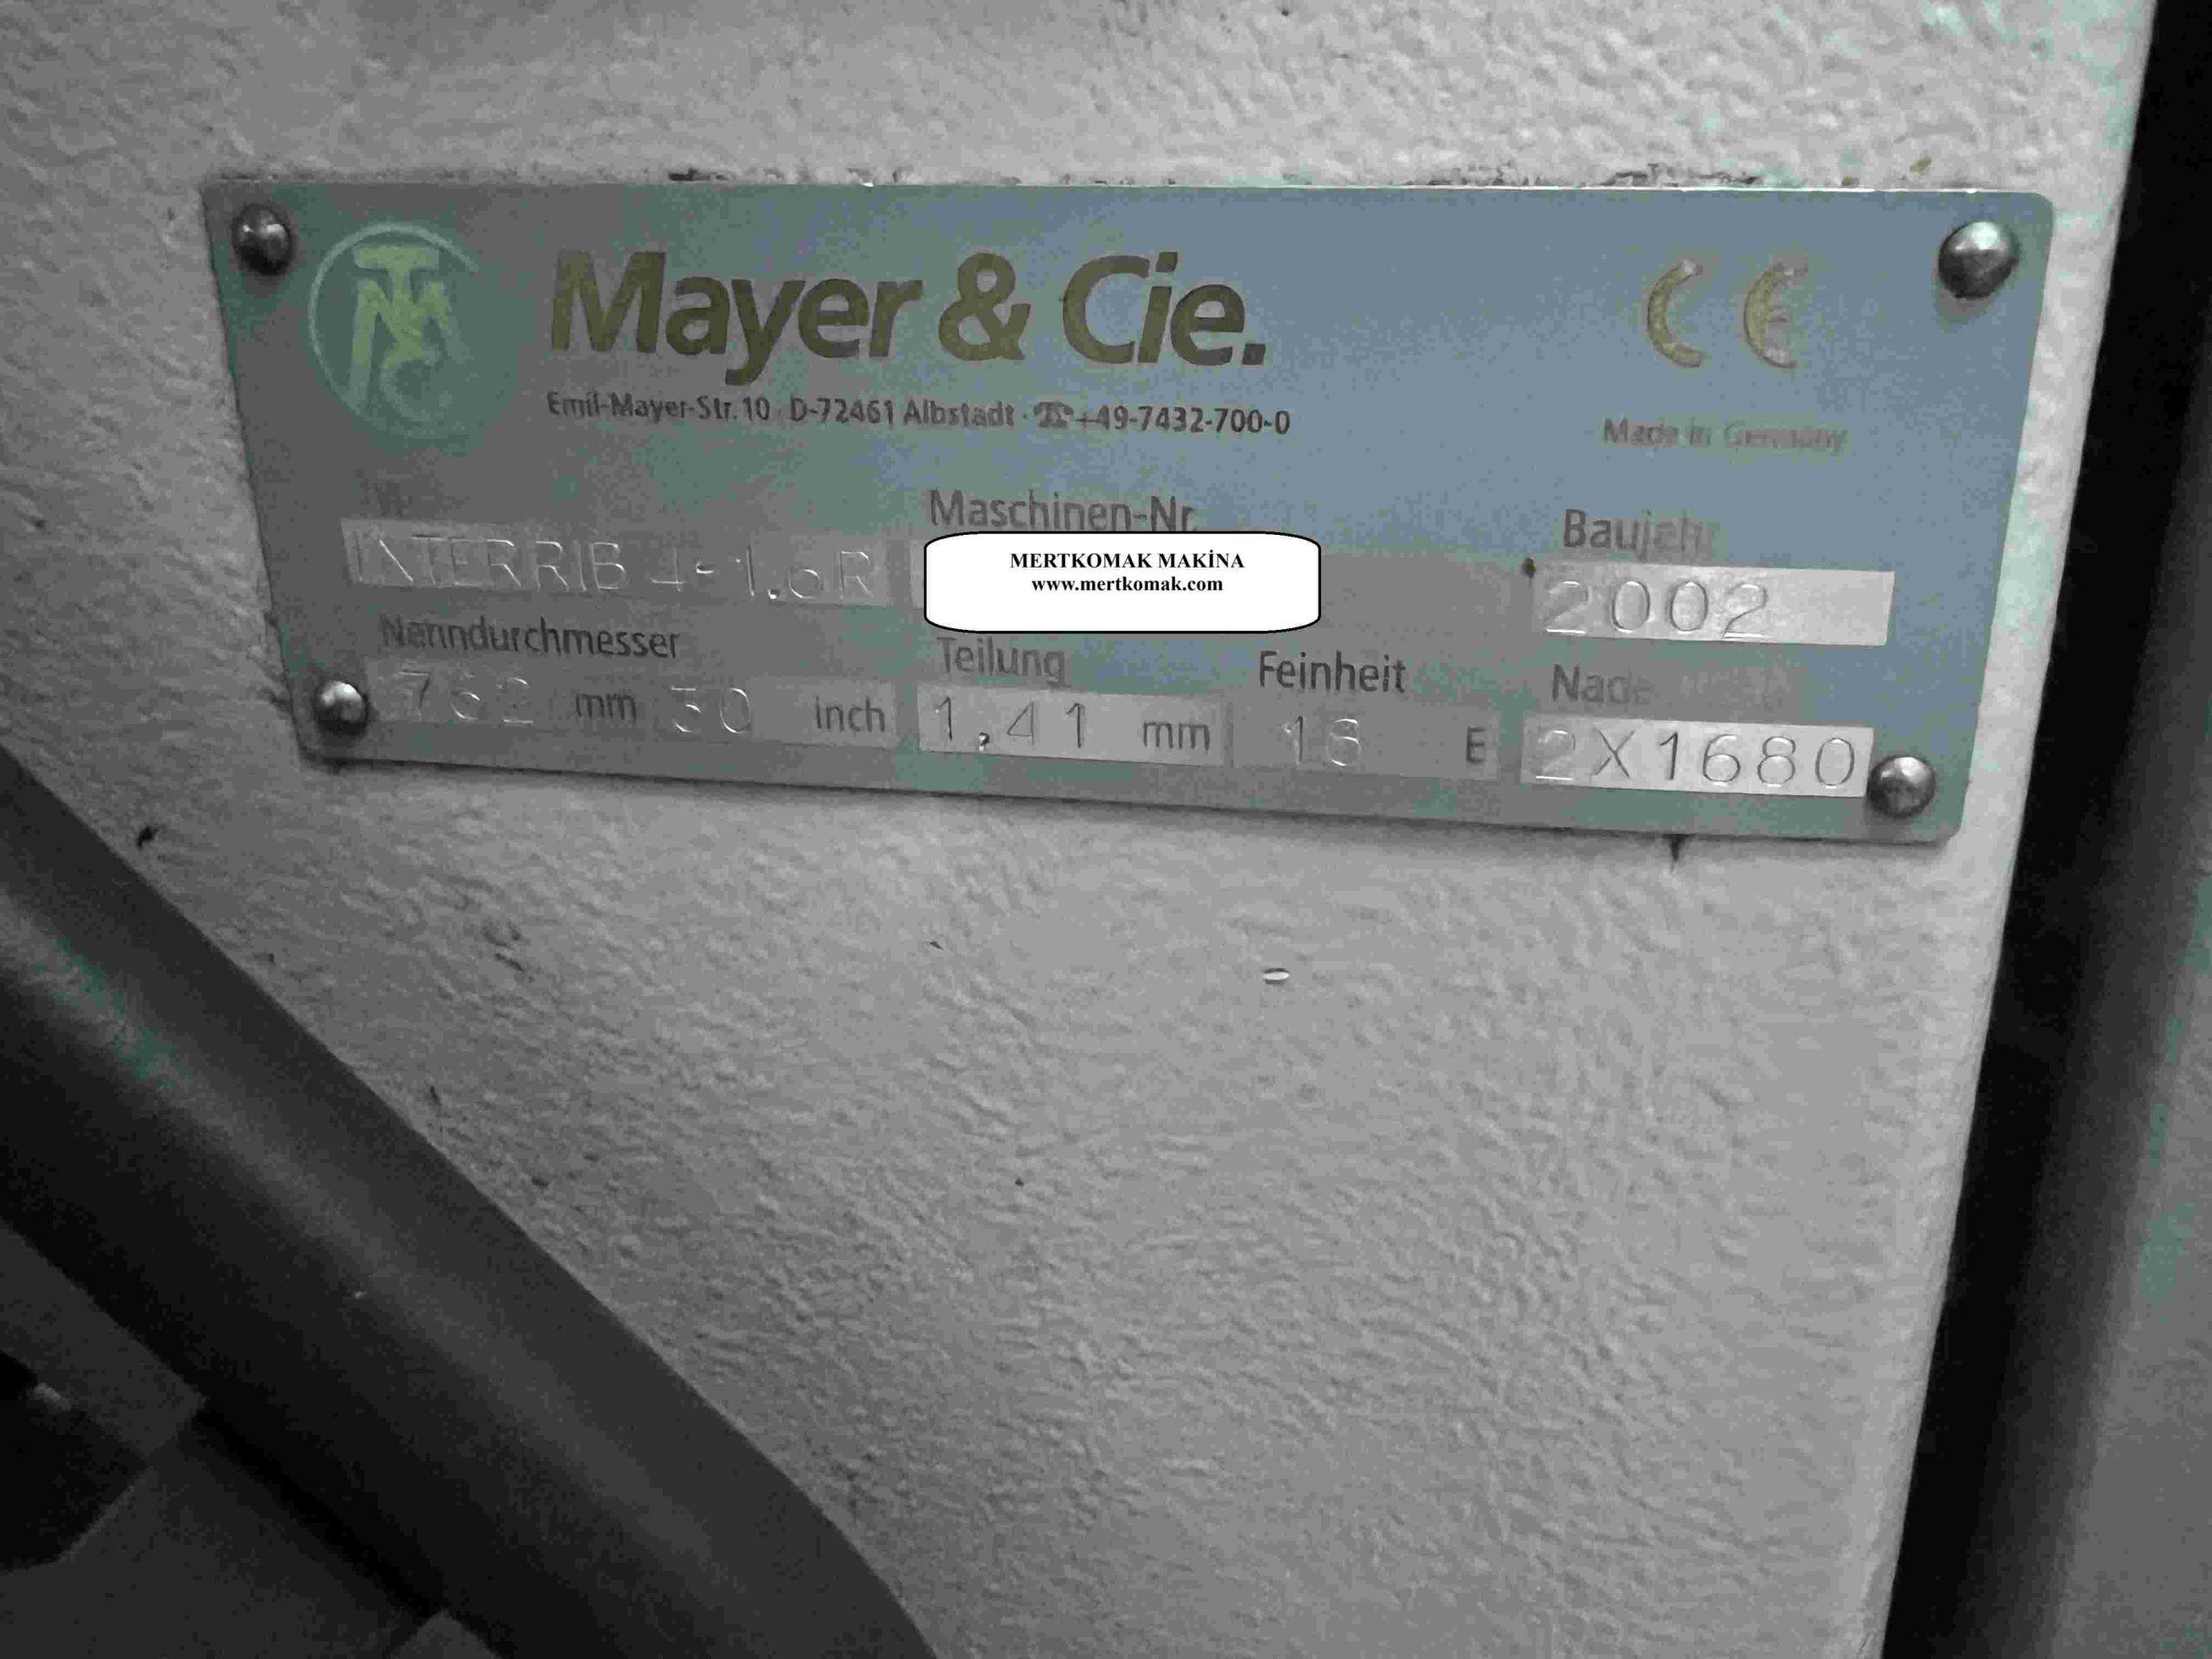 Mayer & Cie.
CE
Emil-Mayer-Str. 10 · D-72461 Albstadt · ☎ +49-7432-700-0
Made in Germany
Maschinen-Nr.
Baujahr
INTERRIB 4-1.6R
MERTKOMAK MAKİNA
www.mertkomak.com
2002
Nenndurchmesser
Teilung
Feinheit
762 mm 30 inch
1,41 mm
18 E
2X1680